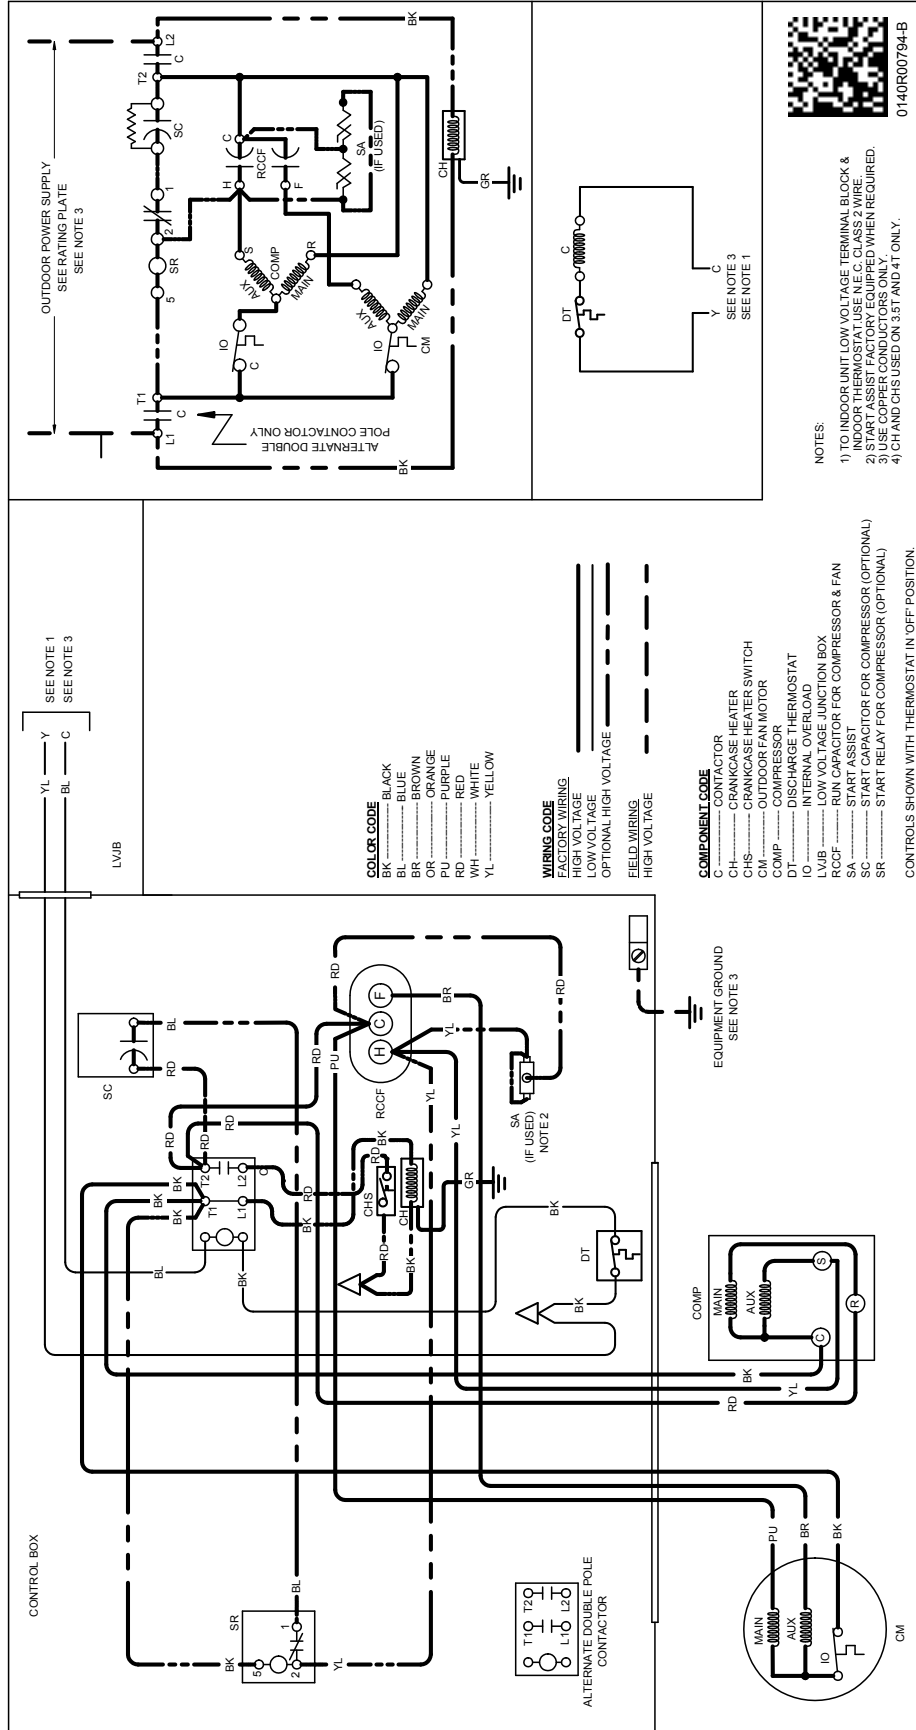 CONTROL BOX
SR
5
2
1
BK
YL
BL
ALTERNATE DOUBLE POLE
CONTACTOR
T1
T2
L1
L2
MAIN
AUX
IO
CM
PU
BR
BK
BK
BK
BK
T1
T2
L1
L2
C
BL
BK
RD
RD
RD
RD
BK
SC
RD
BL
CHS
CH
RD
BK
RD
BK
GR
RD
PU
RD
H
C
F
RCCF
YL
YL
YL
BR
RD
SA
(IF USED)
NOTE 2
BK
BK
DT
COMP
MAIN
AUX
C
S
R
BK
YL
RD
EQUIPMENT GROUND
SEE NOTE 3
LVJB
YL
Y
BL
C
SEE NOTE 1
SEE NOTE 3
COLOR CODE
BK ---------- BLACK
BL ---------- BLUE
BR ---------- BROWN
OR ---------- ORANGE
PU ---------- PURPLE
RD ---------- RED
WH ---------- WHITE
YL ---------- YELLOW
WIRING CODE
FACTORY WIRING
HIGH VOLTAGE
LOW VOLTAGE
OPTIONAL HIGH VOLTAGE
FIELD WIRING
HIGH VOLTAGE
COMPONENT CODE
C ---------- CONTACTOR
CH ---------- CRANKCASE HEATER
CHS ---------- CRANKCASE HEATER SWITCH
CM ---------- OUTDOOR FAN MOTOR
COMP ---------- COMPRESSOR
DT ---------- DISCHARGE THERMOSTAT
IO ---------- INTERNAL OVERLOAD
LVJB ---------- LOW VOLTAGE JUNCTION BOX
RCCF ---------- RUN CAPACITOR FOR COMPRESSOR & FAN
SA ---------- START ASSIST
SC ---------- START CAPACITOR FOR COMPRESSOR (OPTIONAL)
SR ---------- START RELAY FOR COMPRESSOR (OPTIONAL)
CONTROLS SHOWN WITH THERMOSTAT IN 'OFF' POSITION.
OUTDOOR POWER SUPPLY
SEE RATING PLATE
SEE NOTE 3
L1
C
T1
5
SR
2
1
SC
T2
C
L2
ALTERNATE DOUBLE
POLE CONTACTOR ONLY
BK
BK
IO
C
AUX
S
COMP
MAIN
R
H
C
RCCF
F
SA
(IF USED)
IO
AUX
MAIN
CM
CH
GR
DT
C
Y
C
SEE NOTE 3
SEE NOTE 1
NOTES:
1) TO INDOOR UNIT LOW VOLTAGE TERMINAL BLOCK &
INDOOR THERMOSTAT.USE N.E.C. CLASS 2 WIRE.
2) START ASSIST FACTORY EQUIPPED WHEN REQUIRED.
3) USE COPPER CONDUCTORS ONLY.
4) CH AND CHS USED ON 3.5T AND 4T ONLY.
0140R00794-B